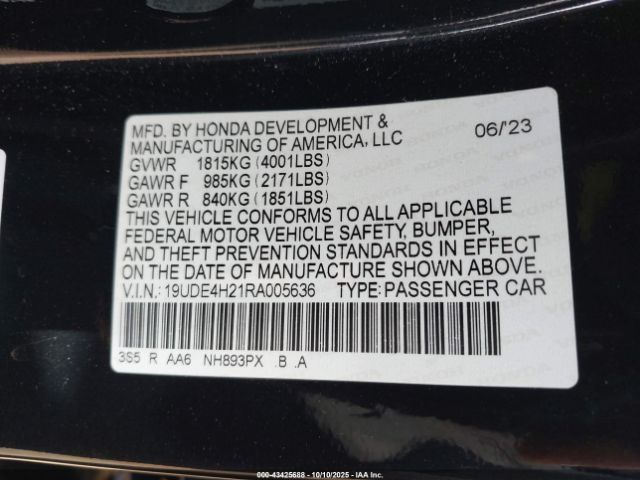 MFD. BY HONDA DEVELOPMENT &
MANUFACTURING OF AMERICA, LLC 06/'23
GVWR 1815KG (4001LBS)
GAWR F 985KG (2171LBS)
GAWR R 840KG (1851LBS)
THIS VEHICLE CONFORMS TO ALL APPLICABLE
FEDERAL MOTOR VEHICLE SAFETY, BUMPER,
AND THEFT PREVENTION STANDARDS IN EFFECT
ON THE DATE OF MANUFACTURE SHOWN ABOVE.
V.I.N.: 19UDE4H21RA005636 TYPE: PASSENGER CAR
3S5 R AA6 NH893PX .B .A
000-43425688 - 10/10/2025 - IAA Inc.